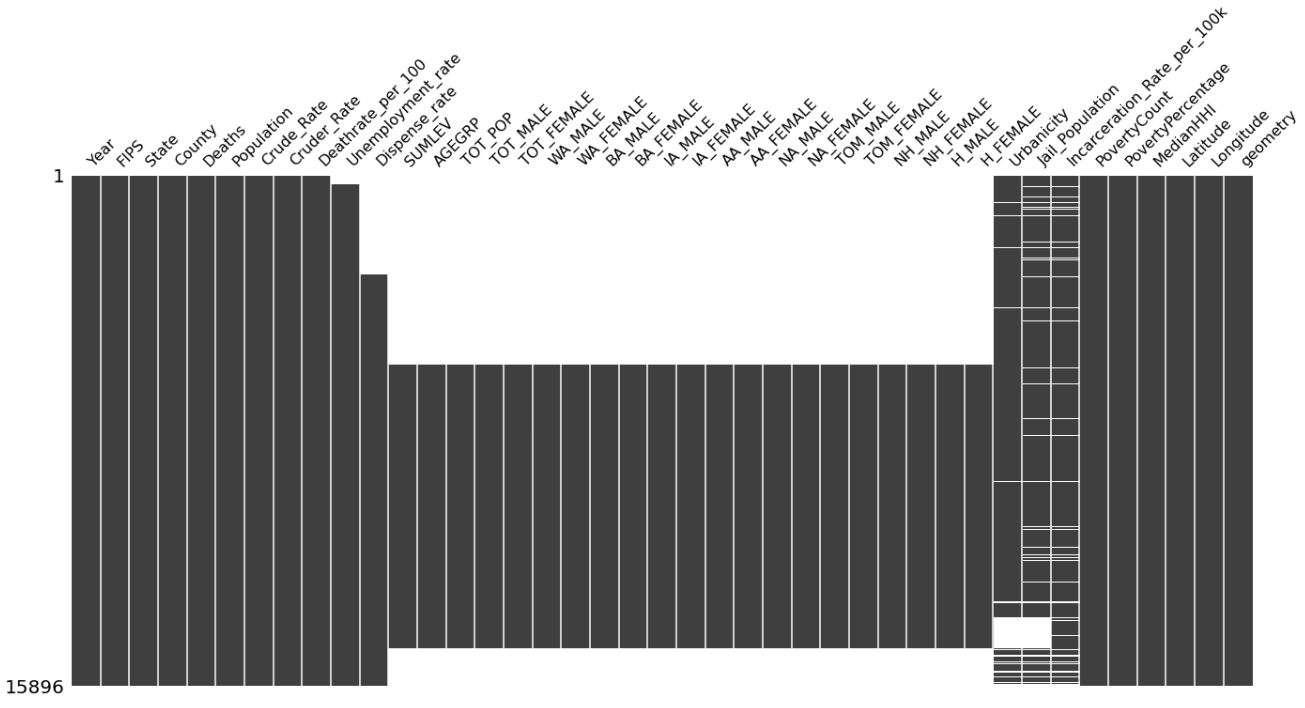 Year
FIPS
State
County
Deaths
Population
Crude_Rate
Cruder_Rate
Deathrate_per_100
Unemployment_rate
Dispense_rate
SUMLEV
AGEGRP
TOT_POP
TOT_MALE
TOT_FEMALE
WA_MALE
WA_FEMALE
BA_MALE
BA_FEMALE
IA_MALE
IA_FEMALE
AA_MALE
AA_FEMALE
NA_MALE
NA_FEMALE
TOM_MALE
TOM_FEMALE
NH_MALE
NH_FEMALE
H_MALE
H_FEMALE
Urbanicity
Jail_Population
Incarceration_Rate_per_100k
PovertyCount
PovertyPercentage
MedianHHI
Latitude
Longitude
geometry
1
15896